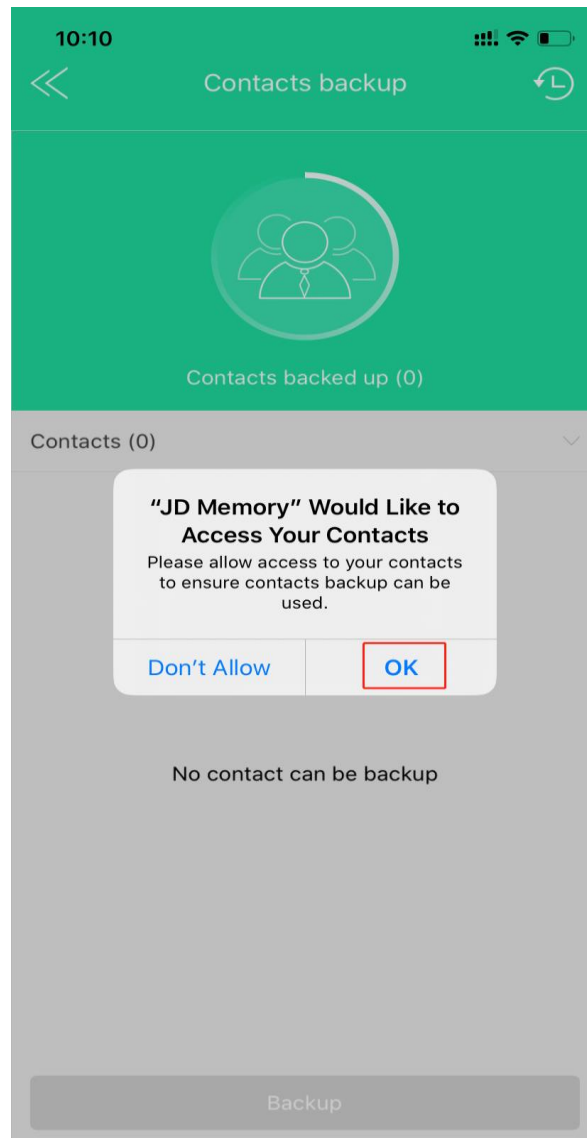 10:10
Contacts backup
Contacts backed up (0)
Contacts (0)
“JD Memory” Would Like to
Access Your Contacts
Please allow access to your contacts
to ensure contacts backup can be
used.
Don’t Allow
OK
No contact can be backup
Backup